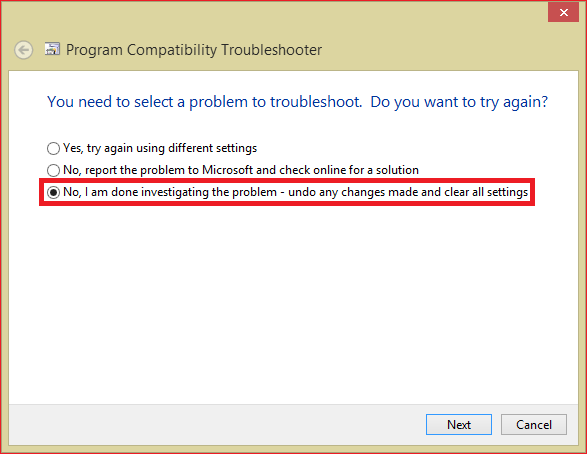 Program Compatibility Troubleshooter
You need to select a problem to troubleshoot.  Do you want to try again?
Yes, try again using different settings
No, report the problem to Microsoft and check online for a solution
No, I am done investigating the problem - undo any changes made and clear all settings
Next
Cancel